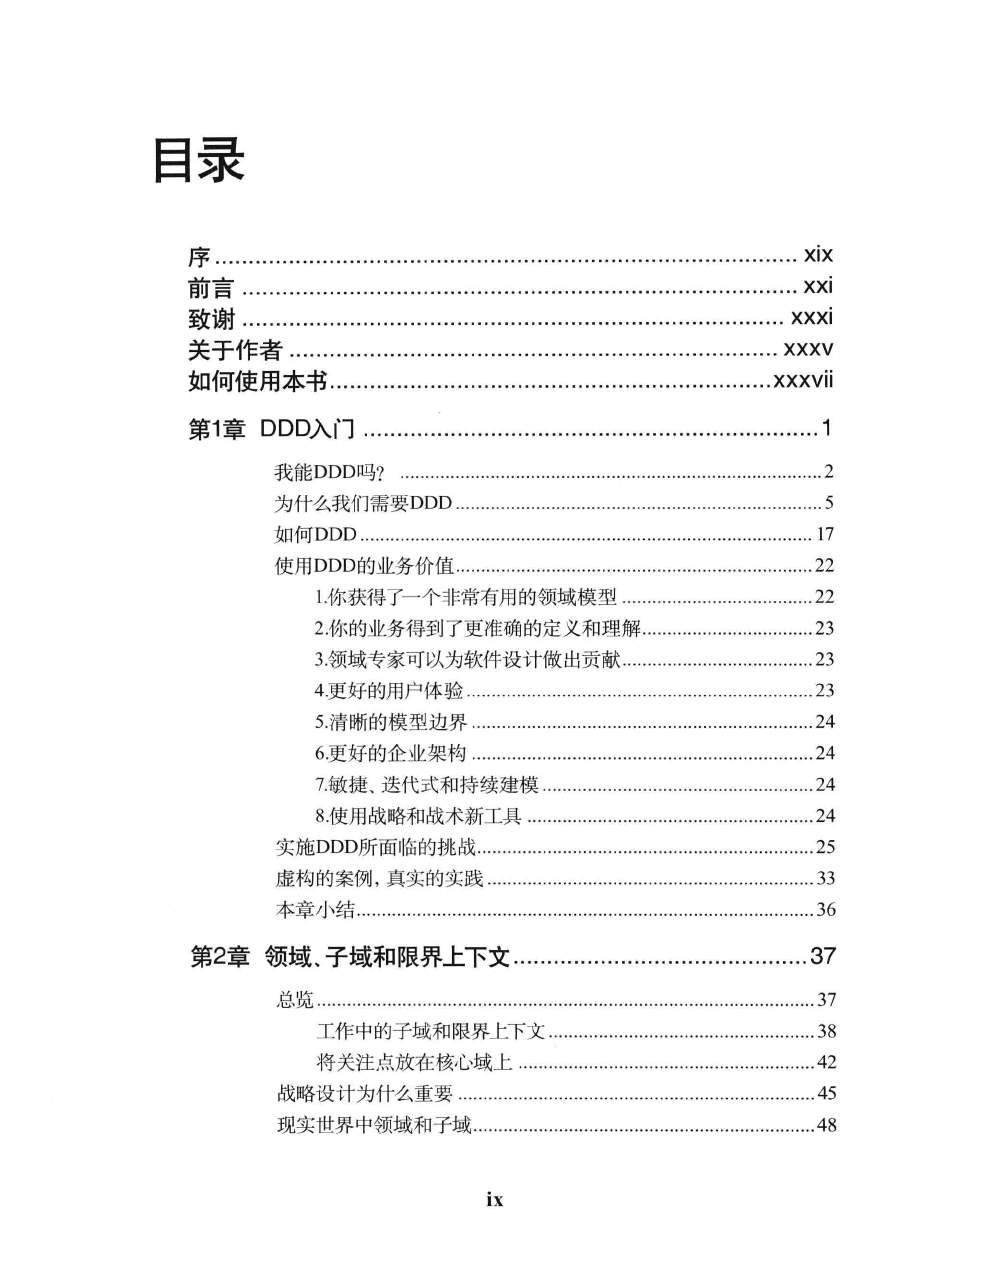 目录
序 ........ xix
前言 ........ xxi
致谢 ........ xxxi
关于作者 ........ xxxv
如何使用本书 ........ xxxvii
第1章 DDD入门 ........ 1
我能DDD吗? ........ 2
为什么我们需要DDD ........ 5
如何DDD ........ 17
使用DDD的业务价值 ........ 22
1.你获得了一个非常有用的领域模型 ........ 22
2.你的业务得到了更准确的定义和理解 ........ 23
3.领域专家可以为软件设计做出贡献 ........ 23
4.更好的用户体验 ........ 23
5.清晰的模型边界 ........ 24
6.更好的企业架构 ........ 24
7.敏捷、迭代式和持续建模 ........ 24
8.使用战略和战术新工具 ........ 24
实施DDD所面临的挑战 ........ 25
虚构的案例,真实的实践 ........ 33
本章小结 ........ 36
第2章 领域、子域和限界上下文 ........ 37
总览 ........ 37
工作中的子域和限界上下文 ........ 38
将关注点放在核心域上 ........ 42
战略设计为什么重要 ........ 45
现实世界中领域和子域 ........ 48
ix